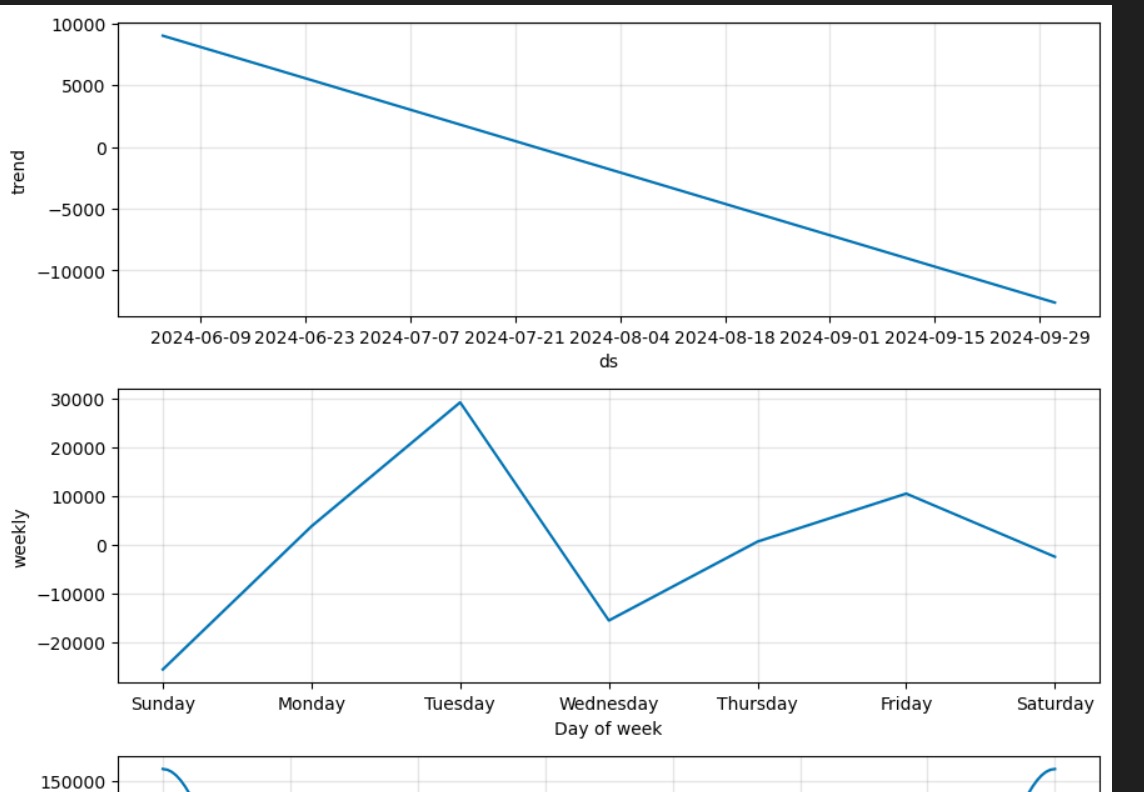 10000
5000
0
−5000
−10000
trend
2024-06-09 2024-06-23 2024-07-07 2024-07-21 2024-08-04 2024-08-18 2024-09-01 2024-09-15 2024-09-29
ds
30000
20000
10000
0
−10000
−20000
weekly
Sunday Monday Tuesday Wednesday Thursday Friday Saturday
Day of week
150000